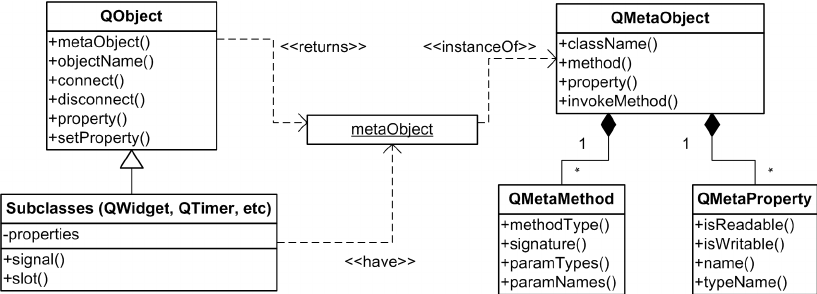 QObject
+metaObject()
+objectName()
+connect()
+disconnect()
+property()
+setProperty()
<<returns>>
<<instanceOf>>
QMetaObject
+className()
+method()
+property()
+invokeMethod()
metaObject
1
*
1
*
Subclasses (QWidget, QTimer, etc)
-properties
+signal()
+slot()
<<have>>
QMetaMethod
+methodType()
+signature()
+paramTypes()
+paramNames()
QMetaProperty
+isReadable()
+isWritable()
+name()
+typeName()